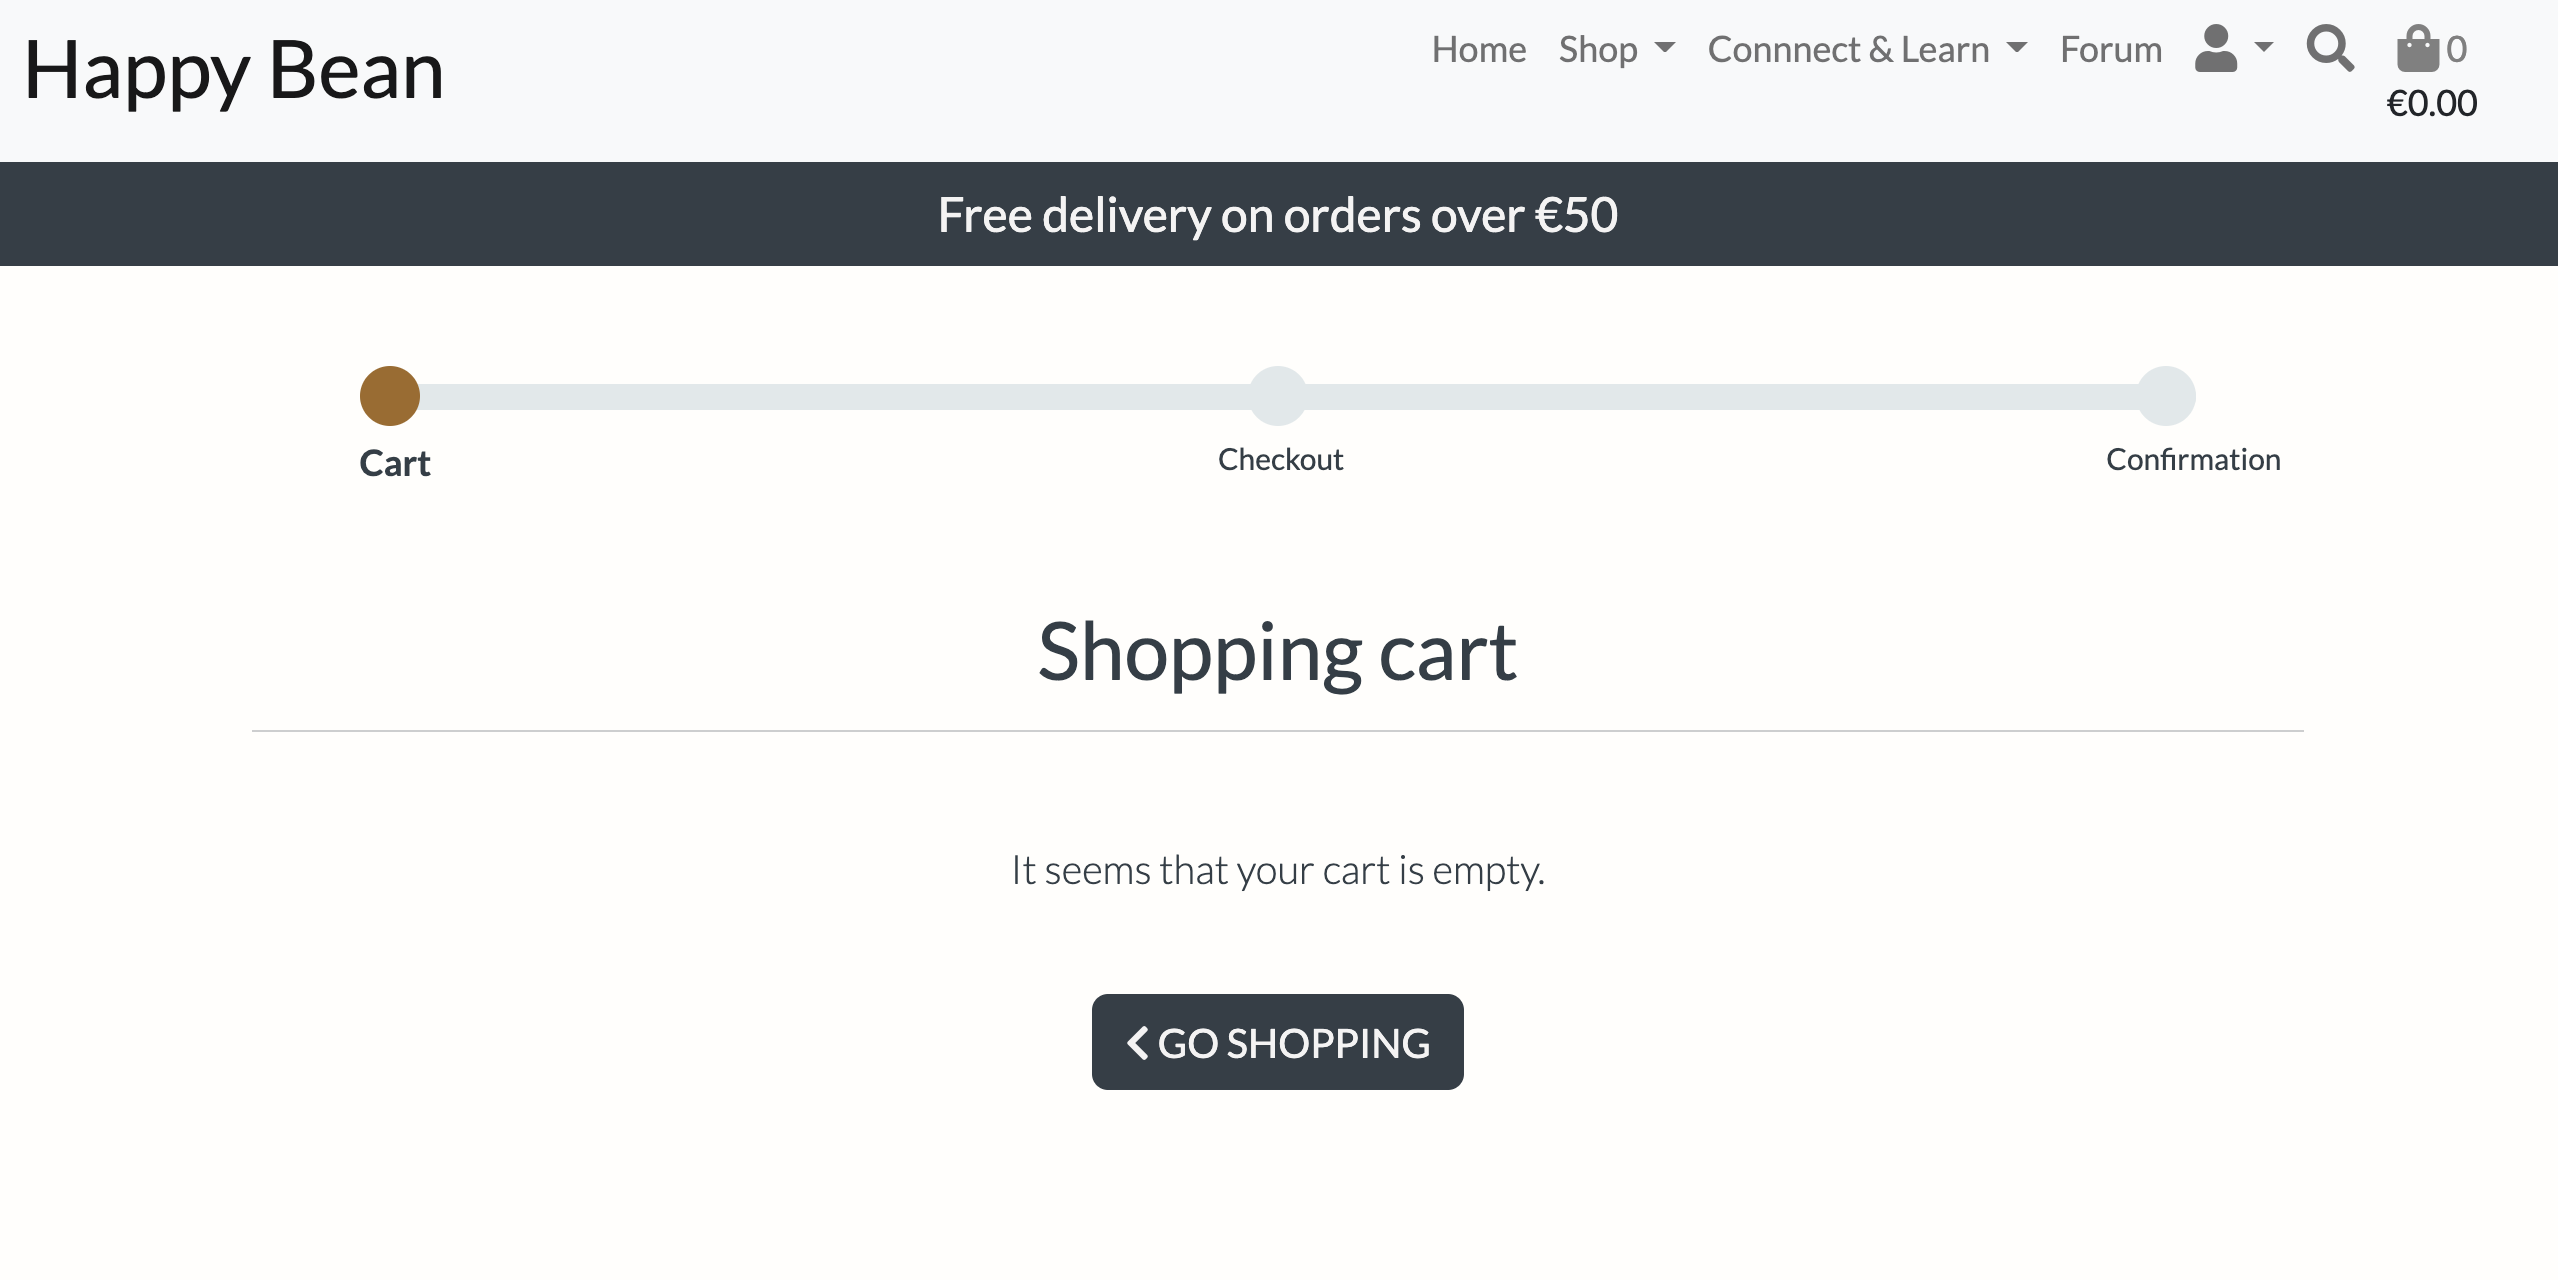 Happy Bean
Home Shop Connnect & Learn Forum 0
€0.00
Free delivery on orders over €50
Cart Checkout Confirmation
Shopping cart
It seems that your cart is empty.
GO SHOPPING